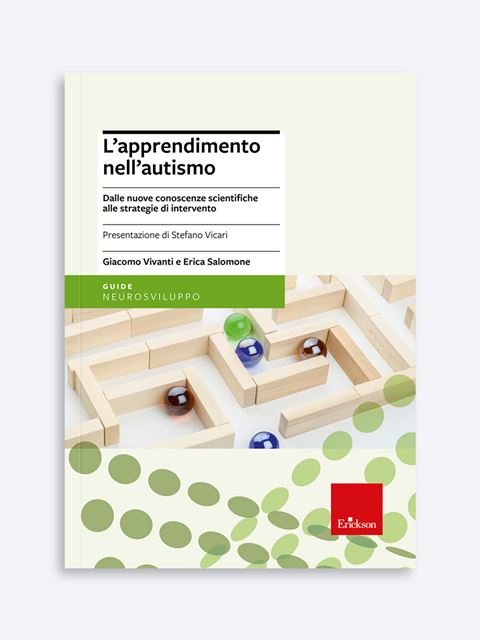 L'apprendimento
nell'autismo
Dalle nuove conoscenze scientifiche
alle strategie di intervento
Presentazione di Stefano Vicari
Giacomo Vivanti e Erica Salomone
GUIDE
NEUROSVILUPPO
Erickson